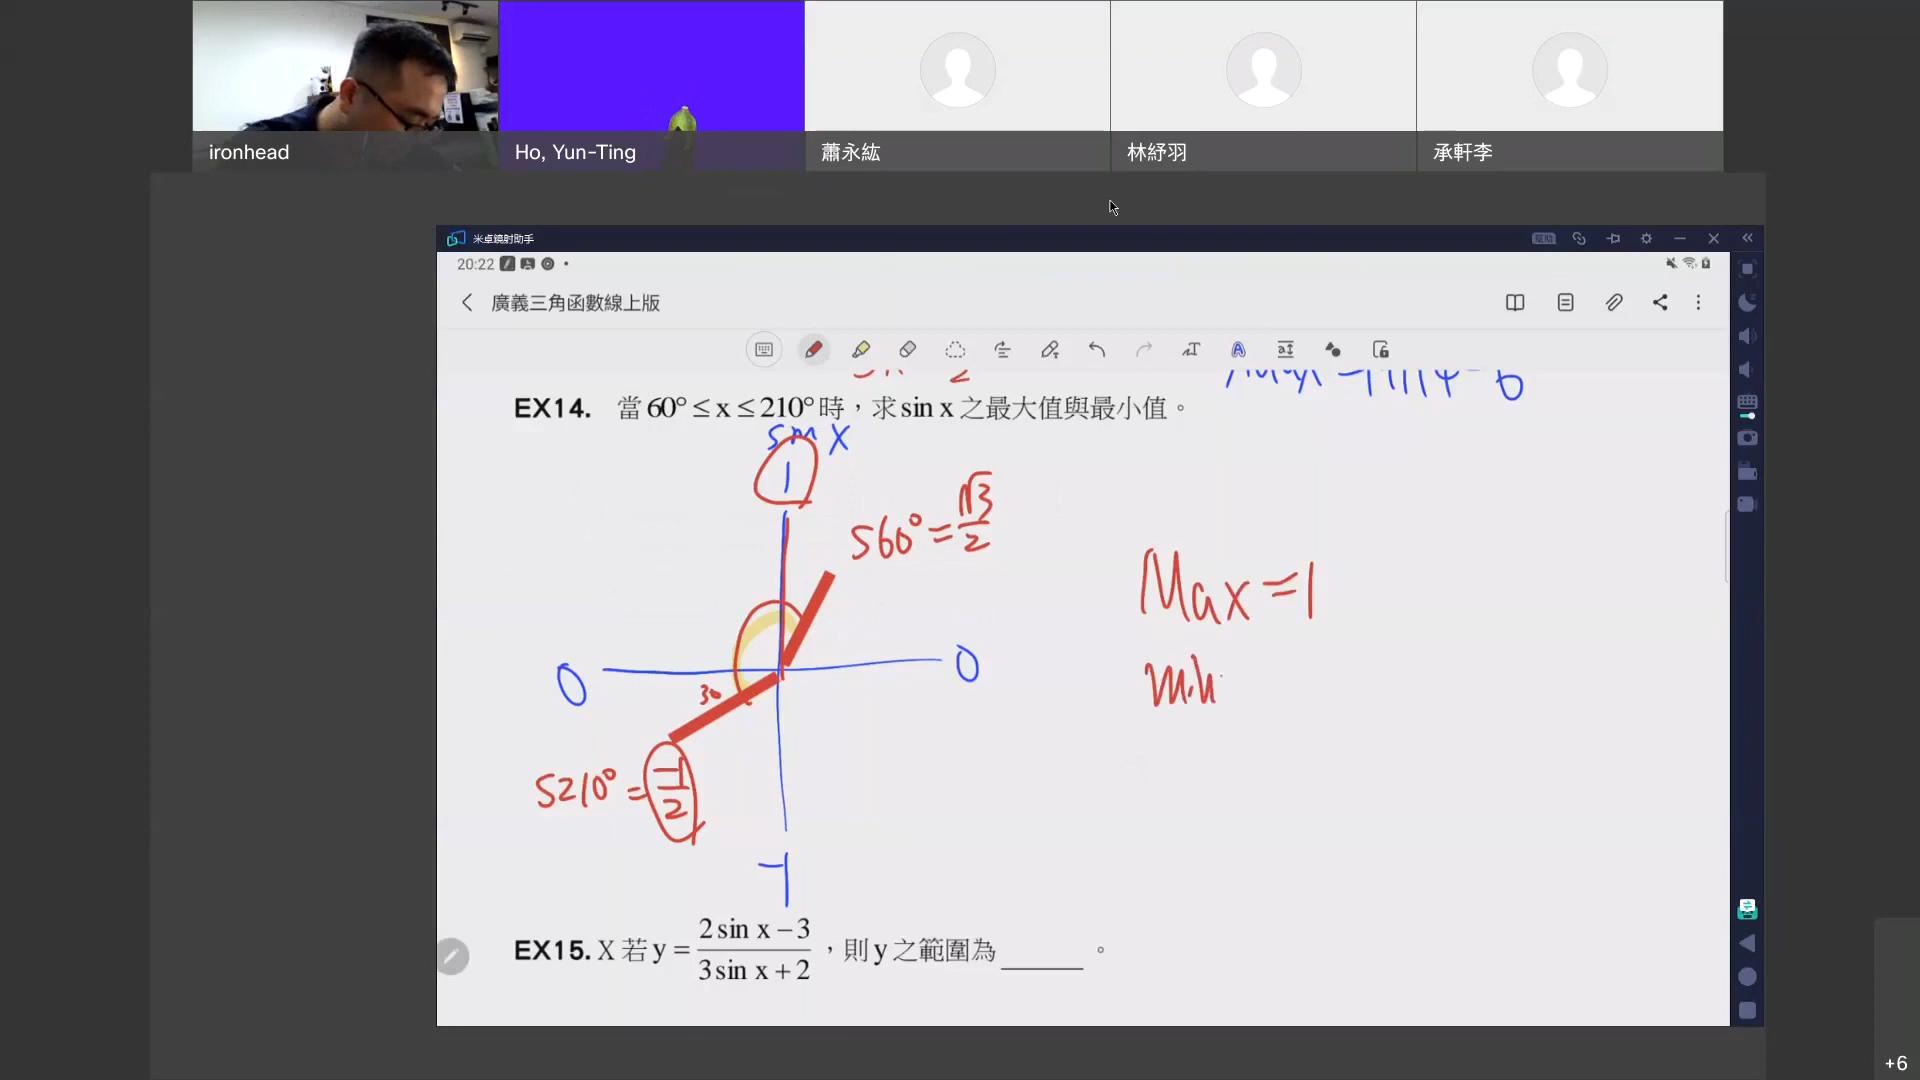 ironhead
Ho, Yun-Ting
蕭永紘
林紓羽
承軒李
米卓鏡射助手
20:22
廣義三角函數線上版
EX14. 當 60° ≤ x ≤ 210° 時，求 sin x 之最大值與最小值。
sin x
1
S60° = √3/2
Max = 1
min
0
0
30
S210° = -1/2
-1
EX15. X 若 y = (2 sin x − 3)/(3 sin x + 2)，則 y 之範圍為 ______ 。
+6